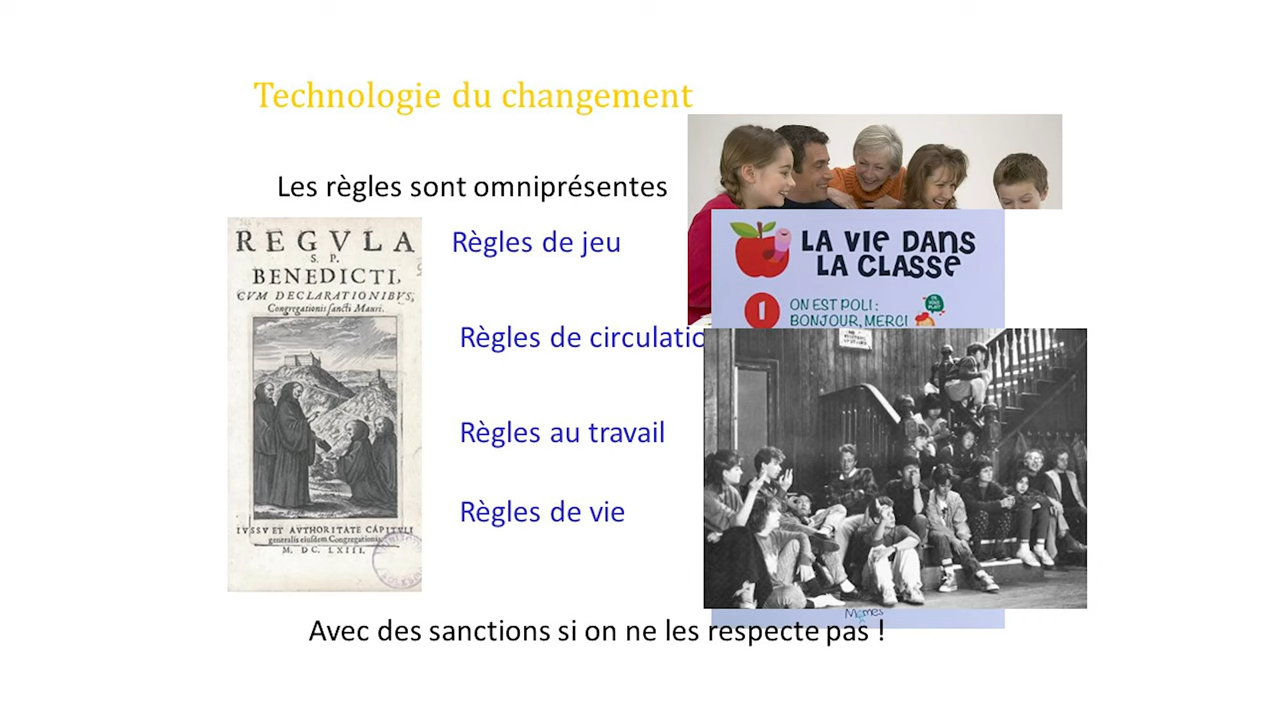 Technologie du changement
Les règles sont omniprésentes
REGVLA
S. P.
BENEDICTI,
CVM DECLARATIONIBVS,
Congregationis sancti Mauri.
IVSSV ET AVTHORITATE CAPITVLI
generalis eiusdem Congregationis
M. DC. LXIII.
Règles de jeu
Règles de circulatio
Règles au travail
Règles de vie
LA VIE DANS
LA CLASSE
1
ON EST POLI :
BONJOUR, MERCI
Momes
Avec des sanctions si on ne les respecte pas !